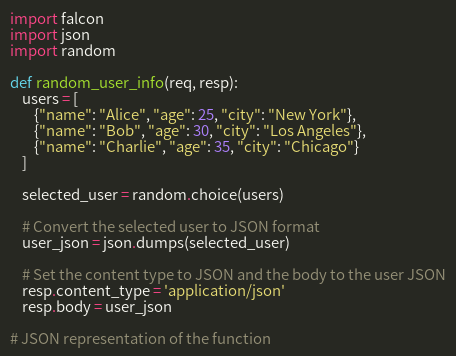 import falcon
import json
import random

def random_user_info(req, resp):
    users = [
        {"name": "Alice", "age": 25, "city": "New York"},
        {"name": "Bob", "age": 30, "city": "Los Angeles"},
        {"name": "Charlie", "age": 35, "city": "Chicago"}
    ]

    selected_user = random.choice(users)

    # Convert the selected user to JSON format
    user_json = json.dumps(selected_user)

    # Set the content type to JSON and the body to the user JSON
    resp.content_type = 'application/json'
    resp.body = user_json

# JSON representation of the function